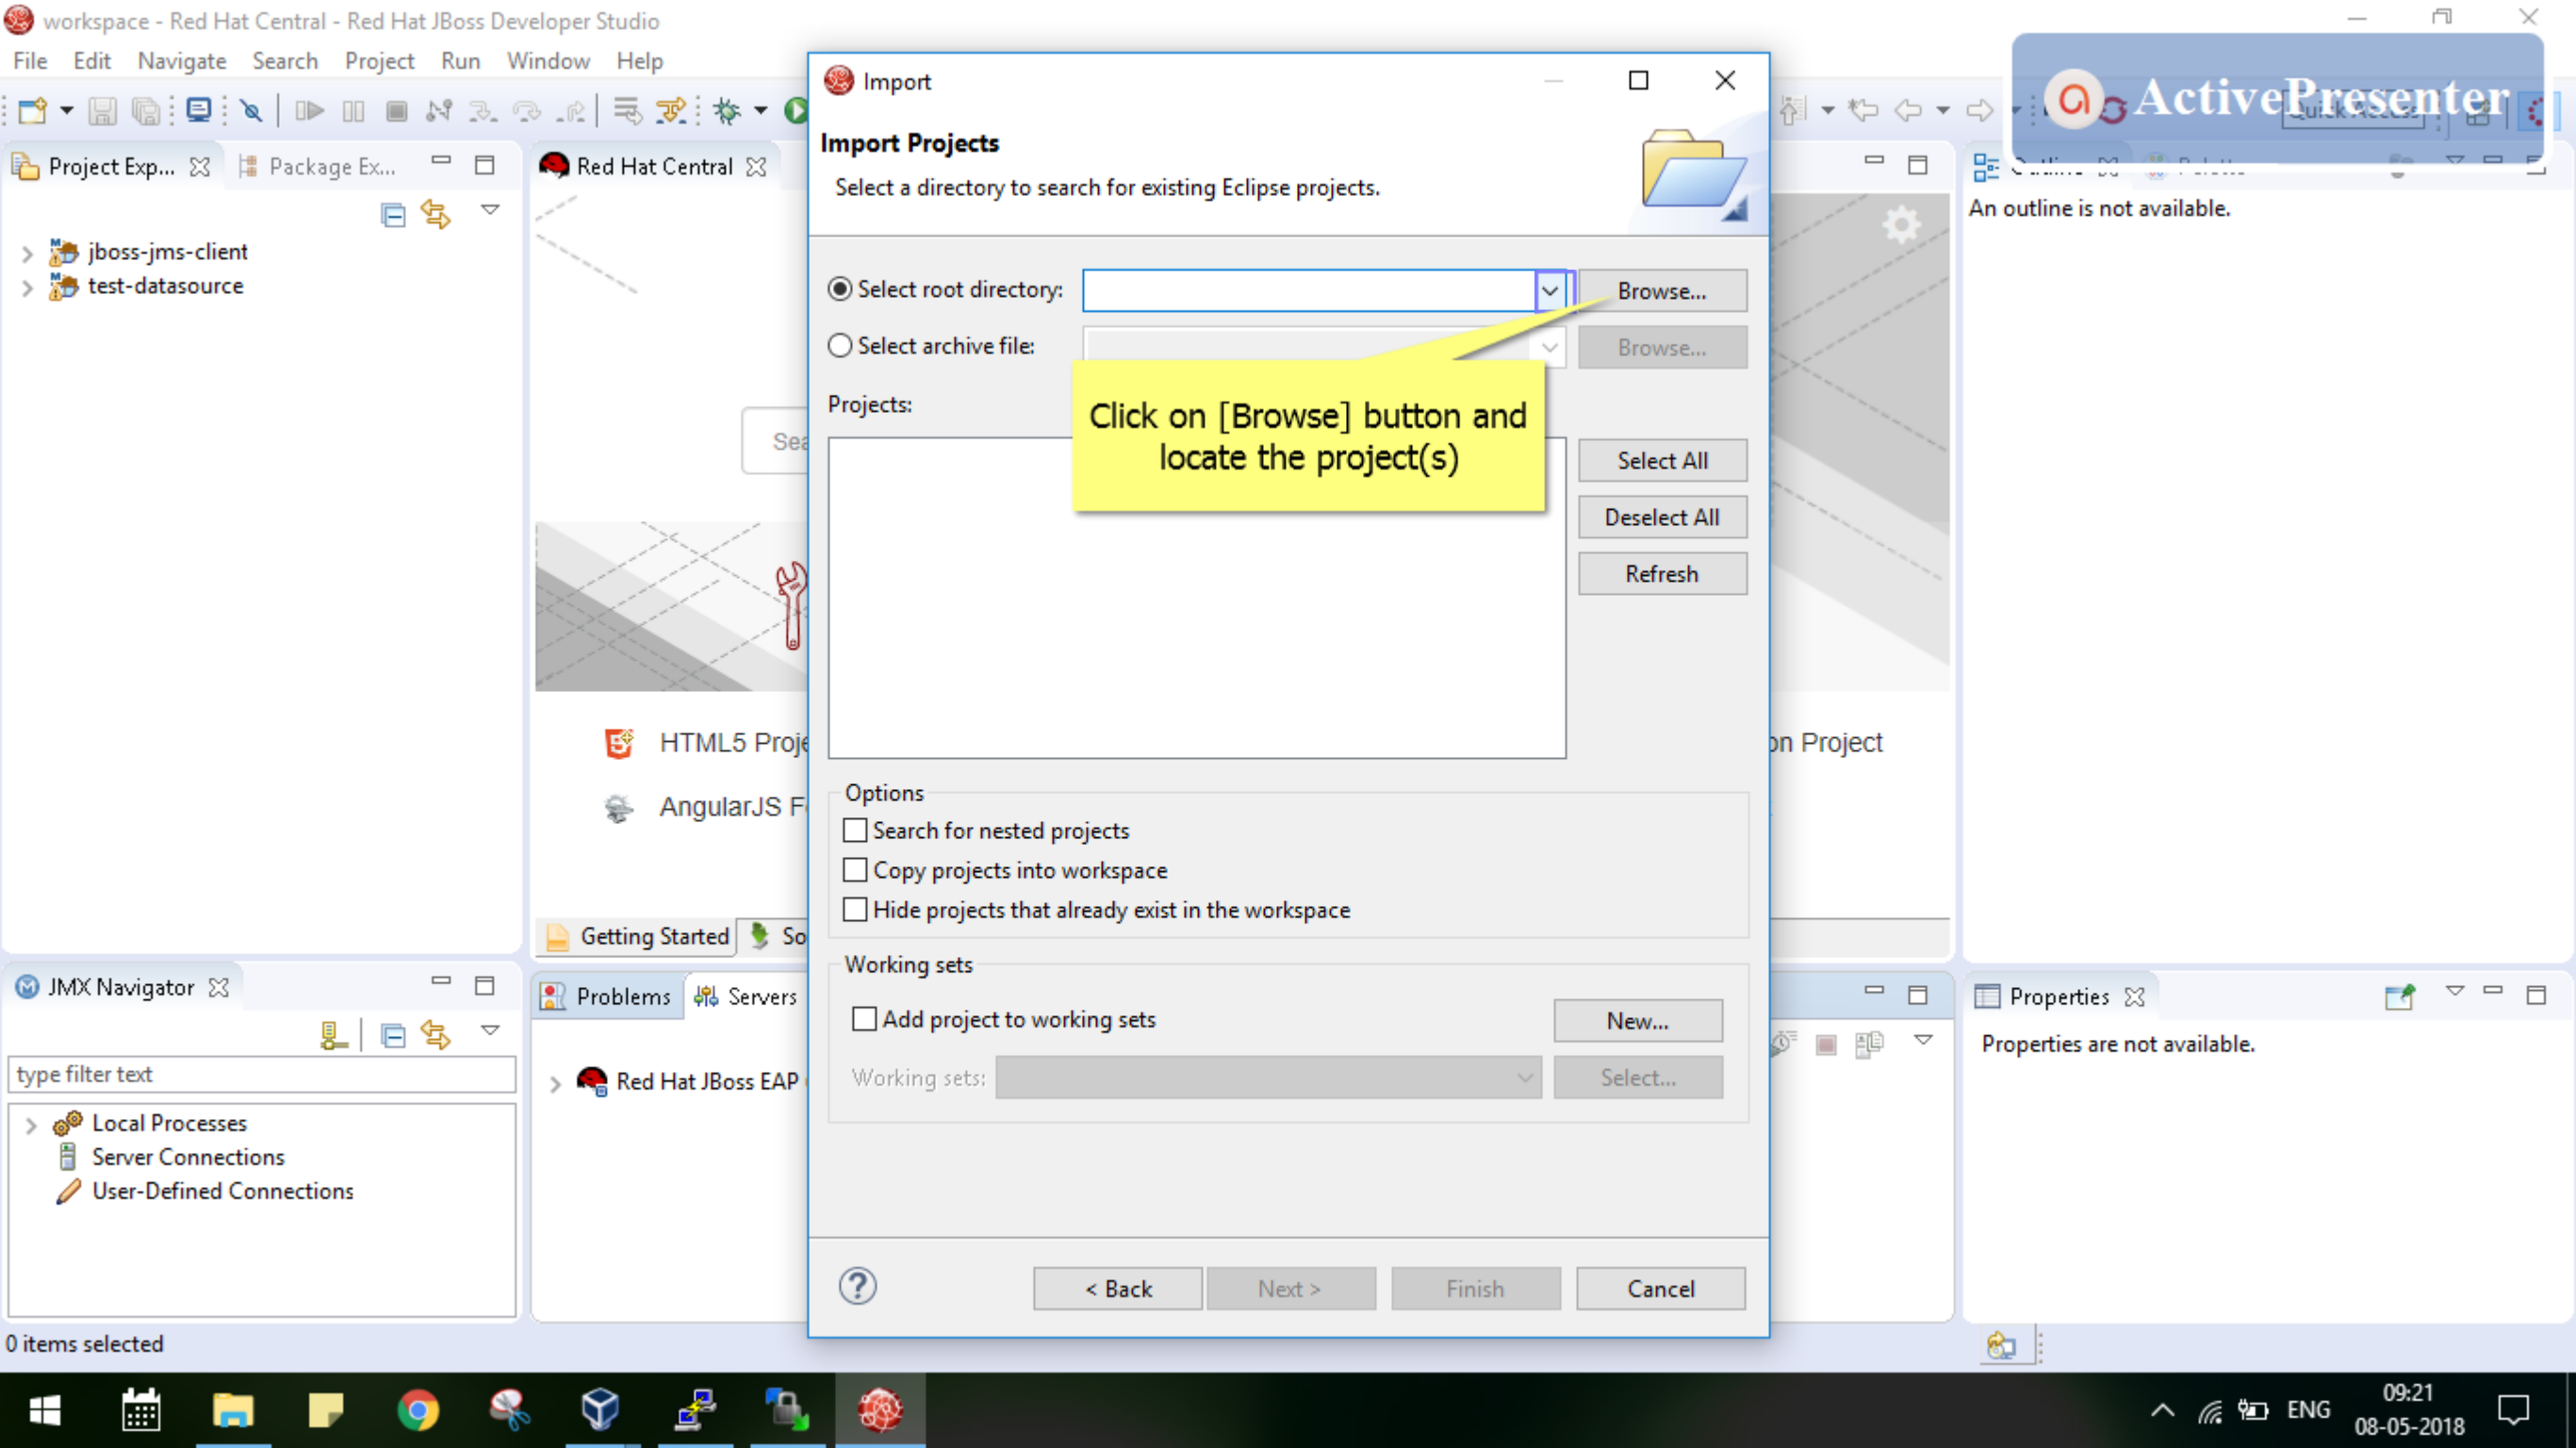 workspace - Red Hat Central - Red Hat JBoss Developer Studio
File Edit Navigate Search Project Run Window Help
ActivePresenter
Project Exp...
Package Ex...
jboss-jms-client
test-datasource
Red Hat Central
HTML5
AngularJS
on Project
Getting Started
Import
Import Projects
Select a directory to search for existing Eclipse projects.
Select root directory:
Browse...
Select archive file:
Browse...
Click on [Browse] button and
locate the project(s)
Projects:
Select All
Deselect All
Refresh
Options
Search for nested projects
Copy projects into workspace
Hide projects that already exist in the workspace
Working sets
Add project to working sets
New...
Working sets:
Select...
< Back
Next >
Finish
Cancel
An outline is not available.
JMX Navigator
type filter text
Local Processes
Server Connections
User-Defined Connections
Problems
Servers
Red Hat JBoss EAP
Properties
Properties are not available.
0 items selected
ENG
09:21
08-05-2018